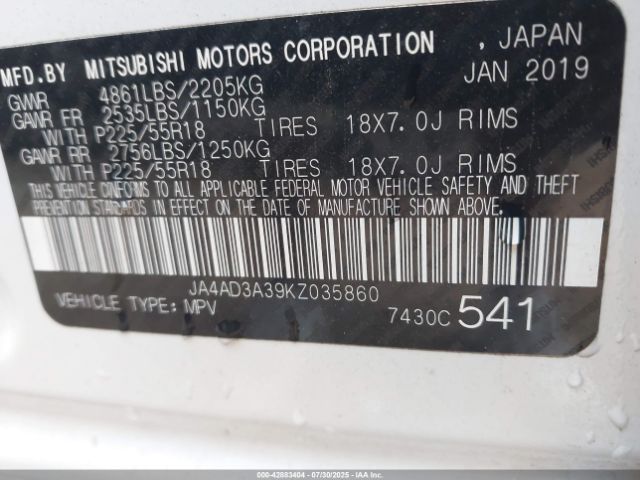 MFD.BY MITSUBISHI MOTORS CORPORATION , JAPAN
JAN 2019
GWR 4861LBS/2205KG
GAWR FR 2535LBS/1150KG
WITH P225/55R18 TIRES 18X7.0J RIMS
GAWR RR 2756LBS/1250KG
WITH P225/55R18 TIRES 18X7.0J RIMS
THIS VEHICLE CONFORMS TO ALL APPLICABLE FEDERAL MOTOR VEHICLE SAFETY AND THEFT
PREVENTION STANDARDS IN EFFECT ON THE DATE OF MANUFACTURE SHOWN ABOVE.
JA4AD3A39KZ035860
VEHICLE TYPE: MPV
7430C 541
000-42883404 | 07/30/2025 | IAAI.COM